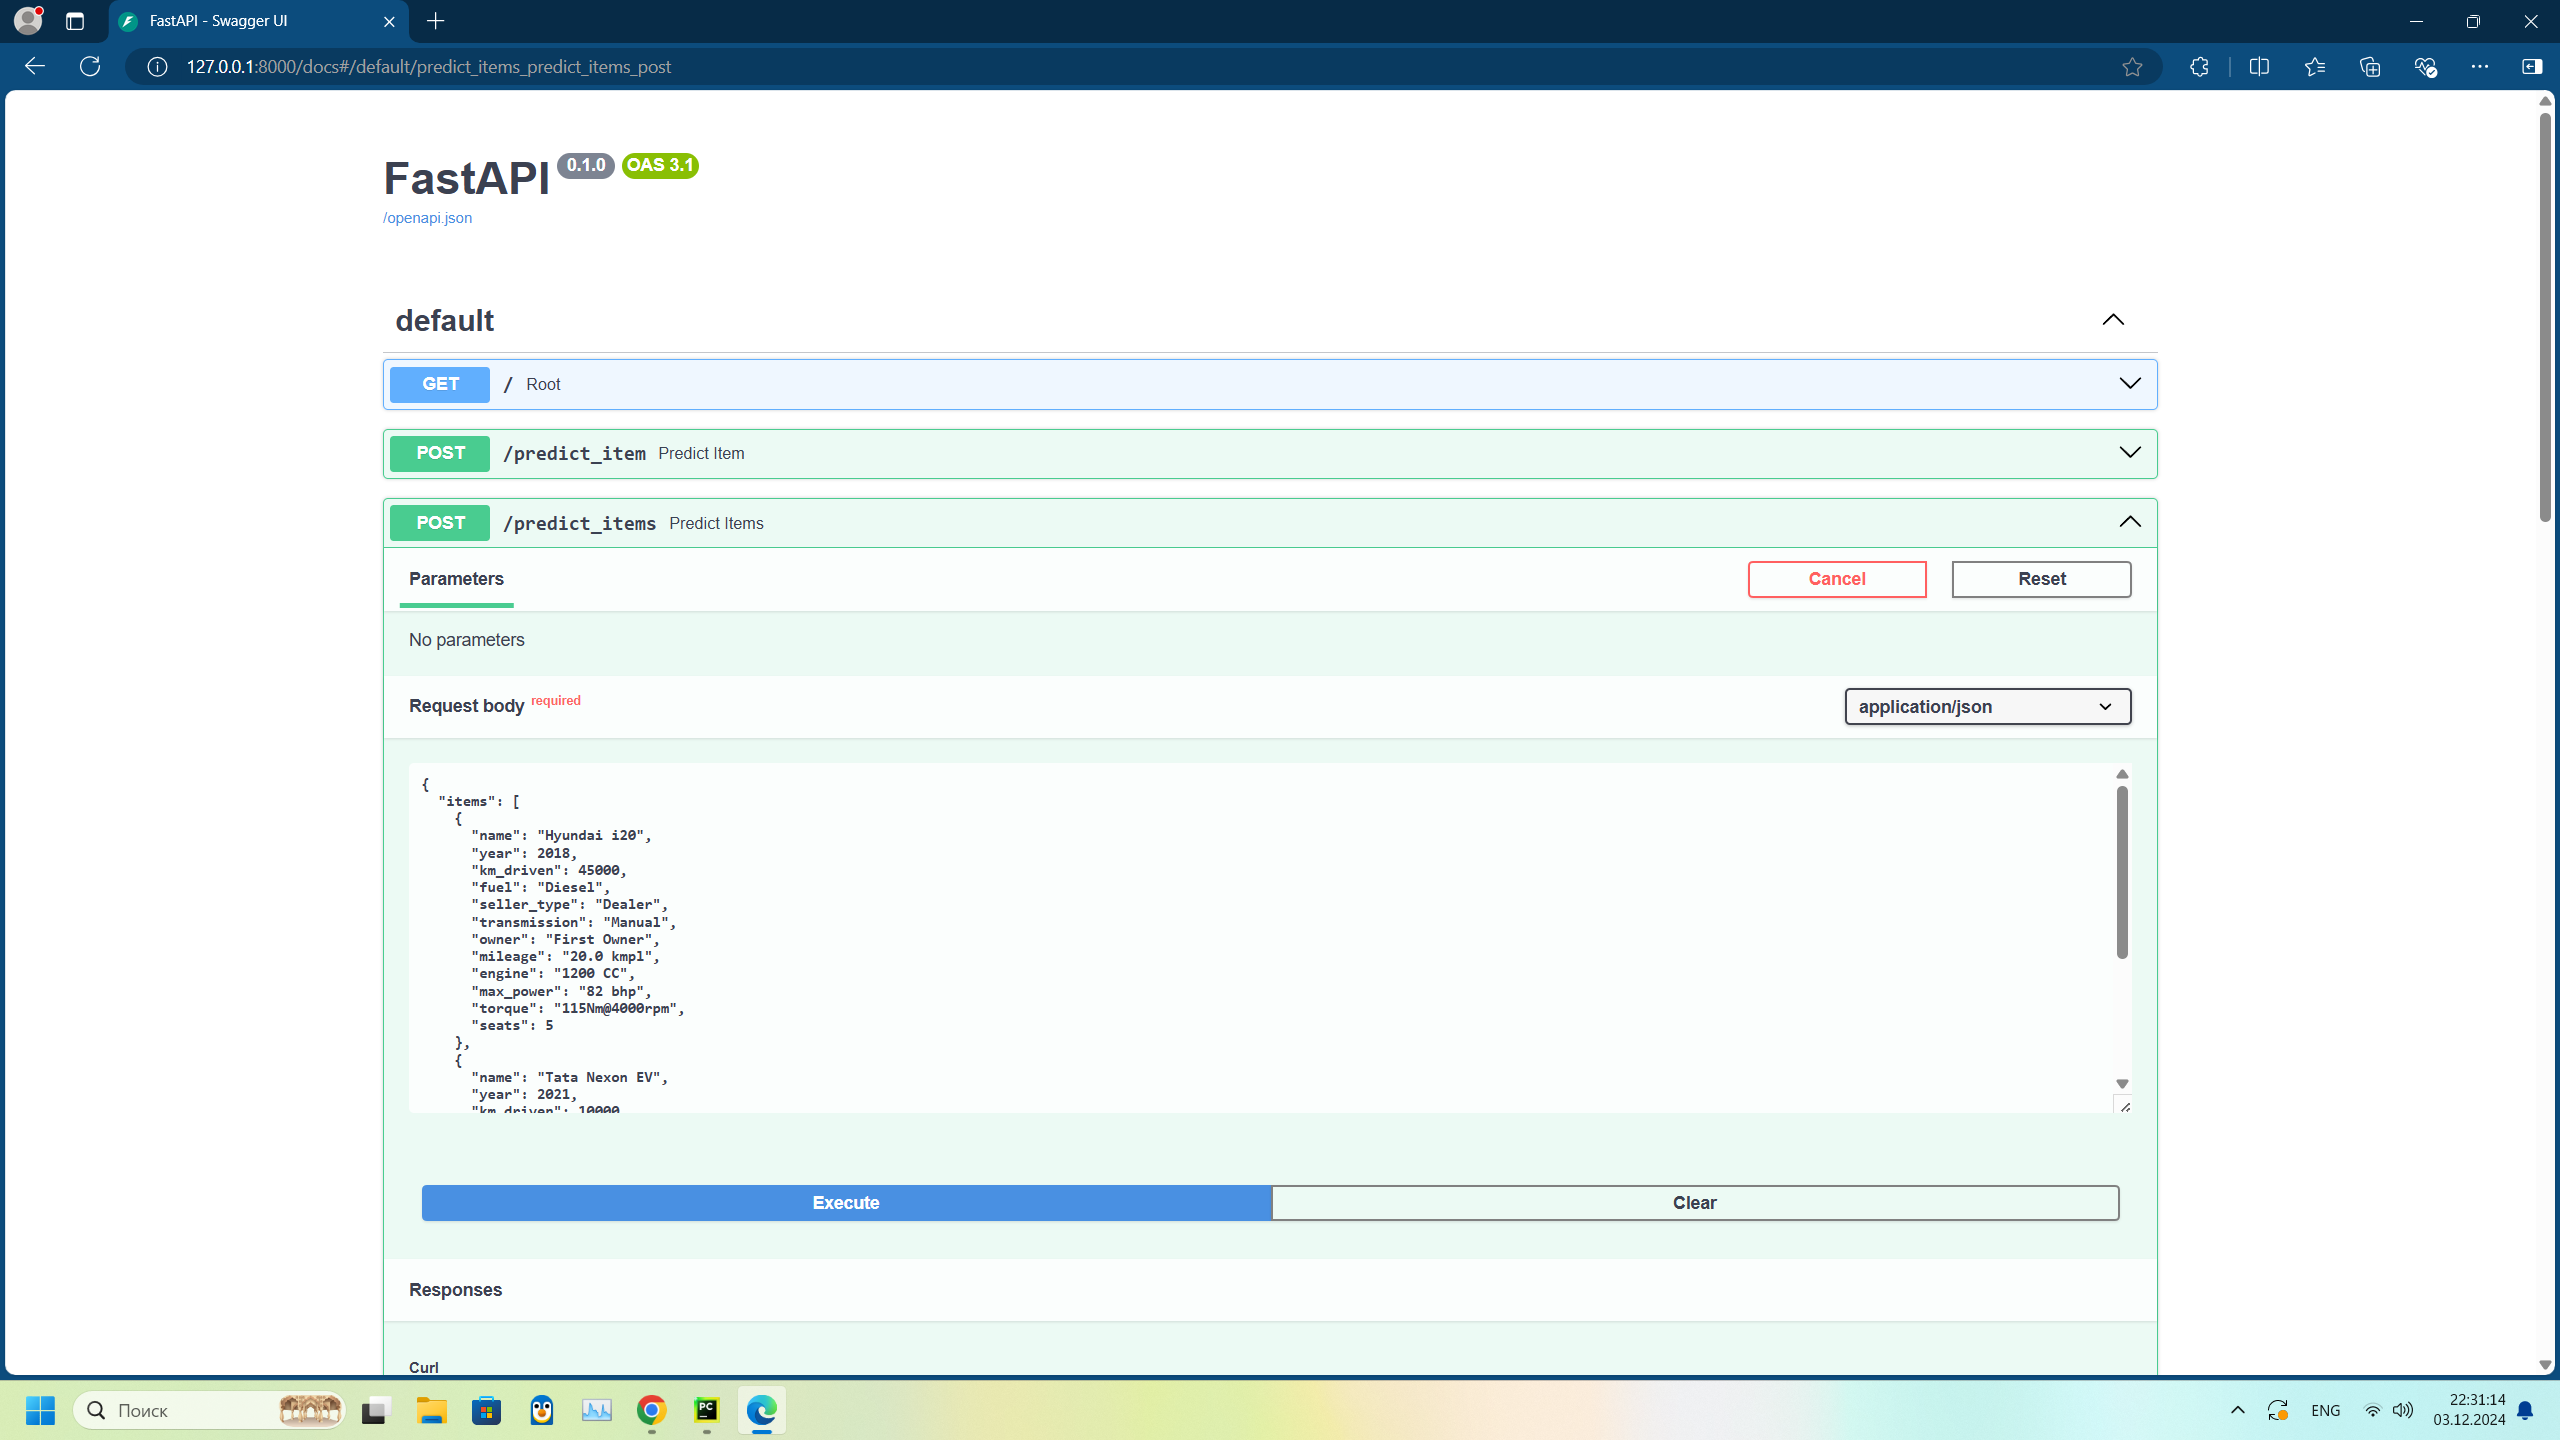 FastAPI - Swagger UI
127.0.0.1:8000/docs#/default/predict_items_predict_items_post
FastAPI 0.1.0 OAS 3.1
/openapi.json
default
GET / Root
POST /predict_item Predict Item
POST /predict_items Predict Items
Parameters
Cancel
Reset
No parameters
Request body required
application/json
{
"items": [
{
"name": "Hyundai i20",
"year": 2018,
"km_driven": 45000,
"fuel": "Diesel",
"seller_type": "Dealer",
"transmission": "Manual",
"owner": "First Owner",
"mileage": "20.0 kmpl",
"engine": "1200 CC",
"max_power": "82 bhp",
"torque": "115Nm@4000rpm",
"seats": 5
},
{
"name": "Tata Nexon EV",
"year": 2021,
"km_driven": 10000
Execute
Clear
Responses
Curl
Поиск
PC
ENG
22:31:14
03.12.2024